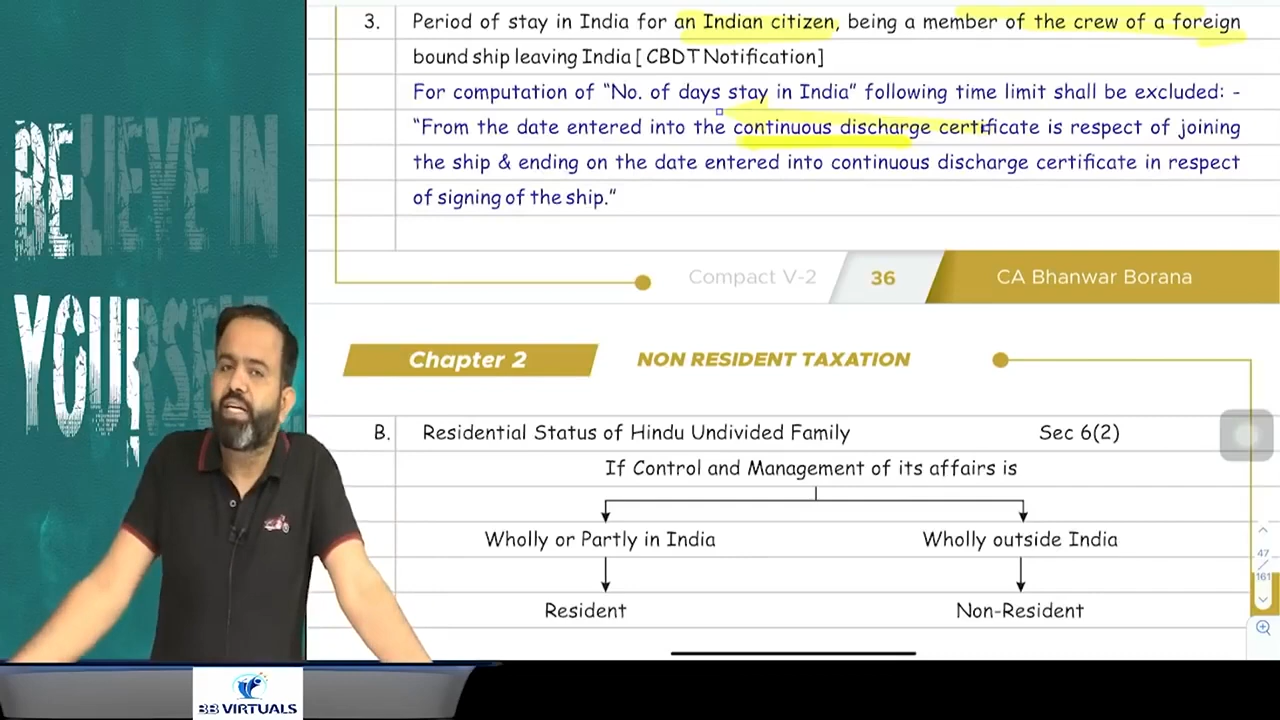 3. Period of stay in India for an Indian citizen, being a member of the crew of a foreign
bound ship leaving India [ CBDT Notification]
For computation of "No. of days stay in India" following time limit shall be excluded: -
"From the date entered into the continuous discharge certificate is respect of joining
the ship & ending on the date entered into continuous discharge certificate in respect
of signing of the ship."
Compact V-2 36 CA Bhanwar Borana
Chapter 2 NON RESIDENT TAXATION
B. Residential Status of Hindu Undivided Family Sec 6(2)
If Control and Management of its affairs is
Wholly or Partly in India Wholly outside India
Resident Non-Resident
BELIEVE IN
47
/
161
BB VIRTUALS